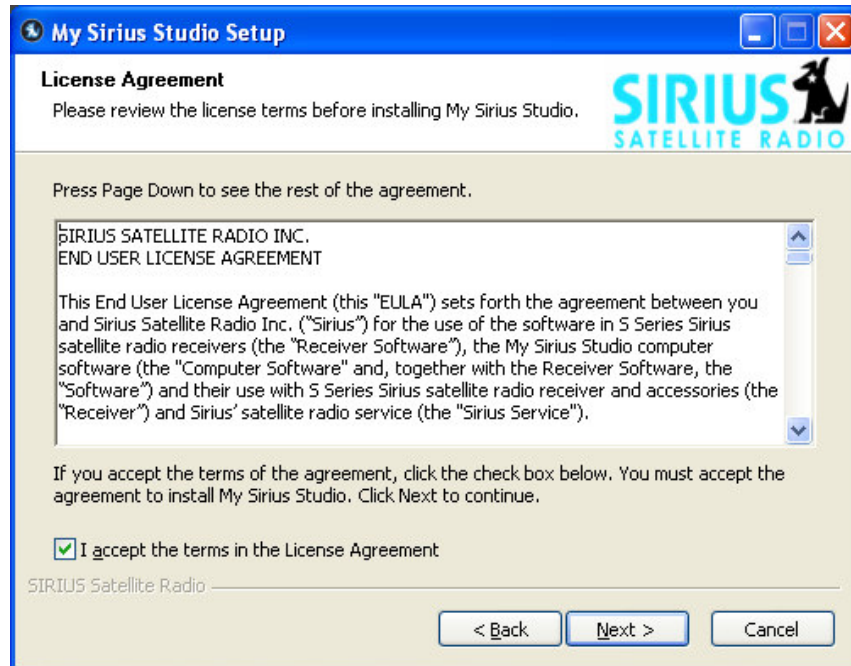 My Sirius Studio Setup
License Agreement
Please review the license terms before installing My Sirius Studio.
SIRIUS
SATELLITE RADIO
Press Page Down to see the rest of the agreement.
SIRIUS SATELLITE RADIO INC.
END USER LICENSE AGREEMENT
This End User License Agreement (this "EULA") sets forth the agreement between you
and Sirius Satellite Radio Inc. ("Sirius") for the use of the software in S Series Sirius
satellite radio receivers (the "Receiver Software"), the My Sirius Studio computer
software (the "Computer Software" and, together with the Receiver Software, the
"Software") and their use with S Series Sirius satellite radio receiver and accessories (the
"Receiver") and Sirius' satellite radio service (the "Sirius Service").
If you accept the terms of the agreement, click the check box below. You must accept the
agreement to install My Sirius Studio. Click Next to continue.
I accept the terms in the License Agreement
SIRIUS Satellite Radio
< Back
Next >
Cancel